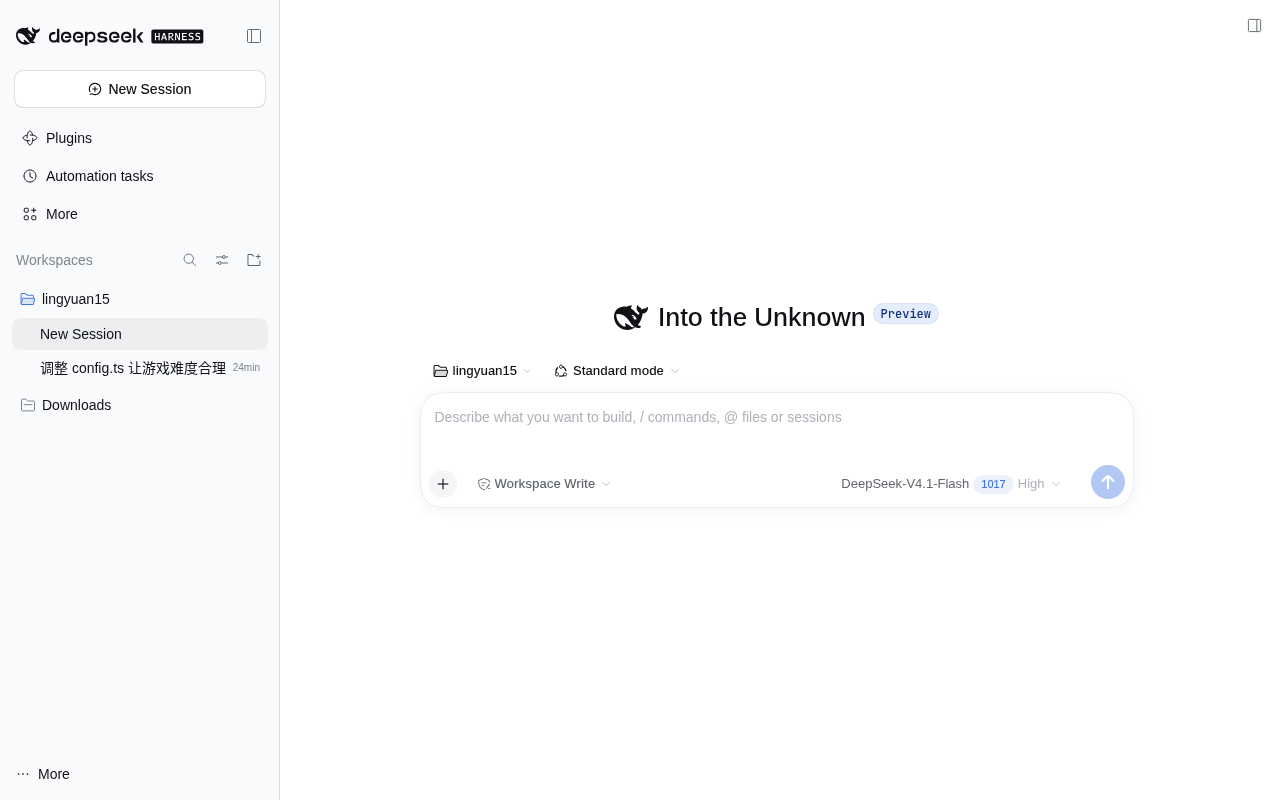 deepseek HARNESS
New Session
Plugins
Automation tasks
More
Workspaces
lingyuan15
New Session
调整 config.ts 让游戏难度合理 24min
Downloads
More
Into the Unknown Preview
lingyuan15 Standard mode
Describe what you want to build, / commands, @ files or sessions
Workspace Write DeepSeek-V4.1-Flash 1017 High